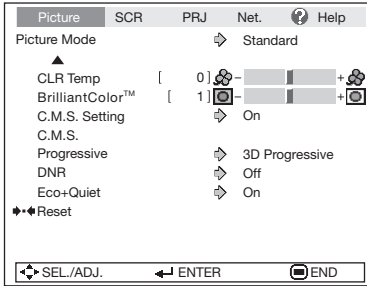 Picture SCR PRJ Net. Help
Picture Mode Standard
CLR Temp [ 0 ] - +
BrilliantColor™ [ 1 ] - +
C.M.S. Setting On
C.M.S.
Progressive 3D Progressive
DNR Off
Eco+Quiet On
Reset
SEL./ADJ. ENTER END